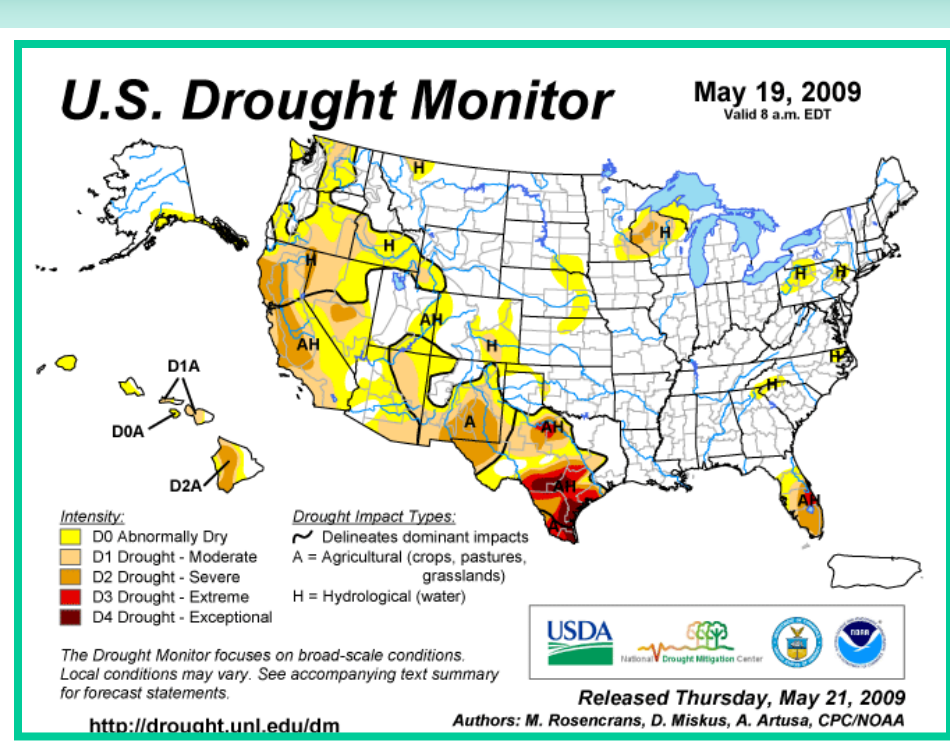 U.S. Drought Monitor
May 19, 2009
Valid 8 a.m. EDT
H
H
H
H
H
H
AH
AH
H
H
H
A
AH
AH
AH
A
D1A
D0A
D2A
Intensity:
D0 Abnormally Dry
D1 Drought - Moderate
D2 Drought - Severe
D3 Drought - Extreme
D4 Drought - Exceptional
Drought Impact Types:
Delineates dominant impacts
A = Agricultural (crops, pastures,
grasslands)
H = Hydrological (water)
USDA
National Drought Mitigation Center
NOAA
The Drought Monitor focuses on broad-scale conditions.
Local conditions may vary. See accompanying text summary
for forecast statements.
http://drought.unl.edu/dm
Released Thursday, May 21, 2009
Authors: M. Rosencrans, D. Miskus, A. Artusa, CPC/NOAA